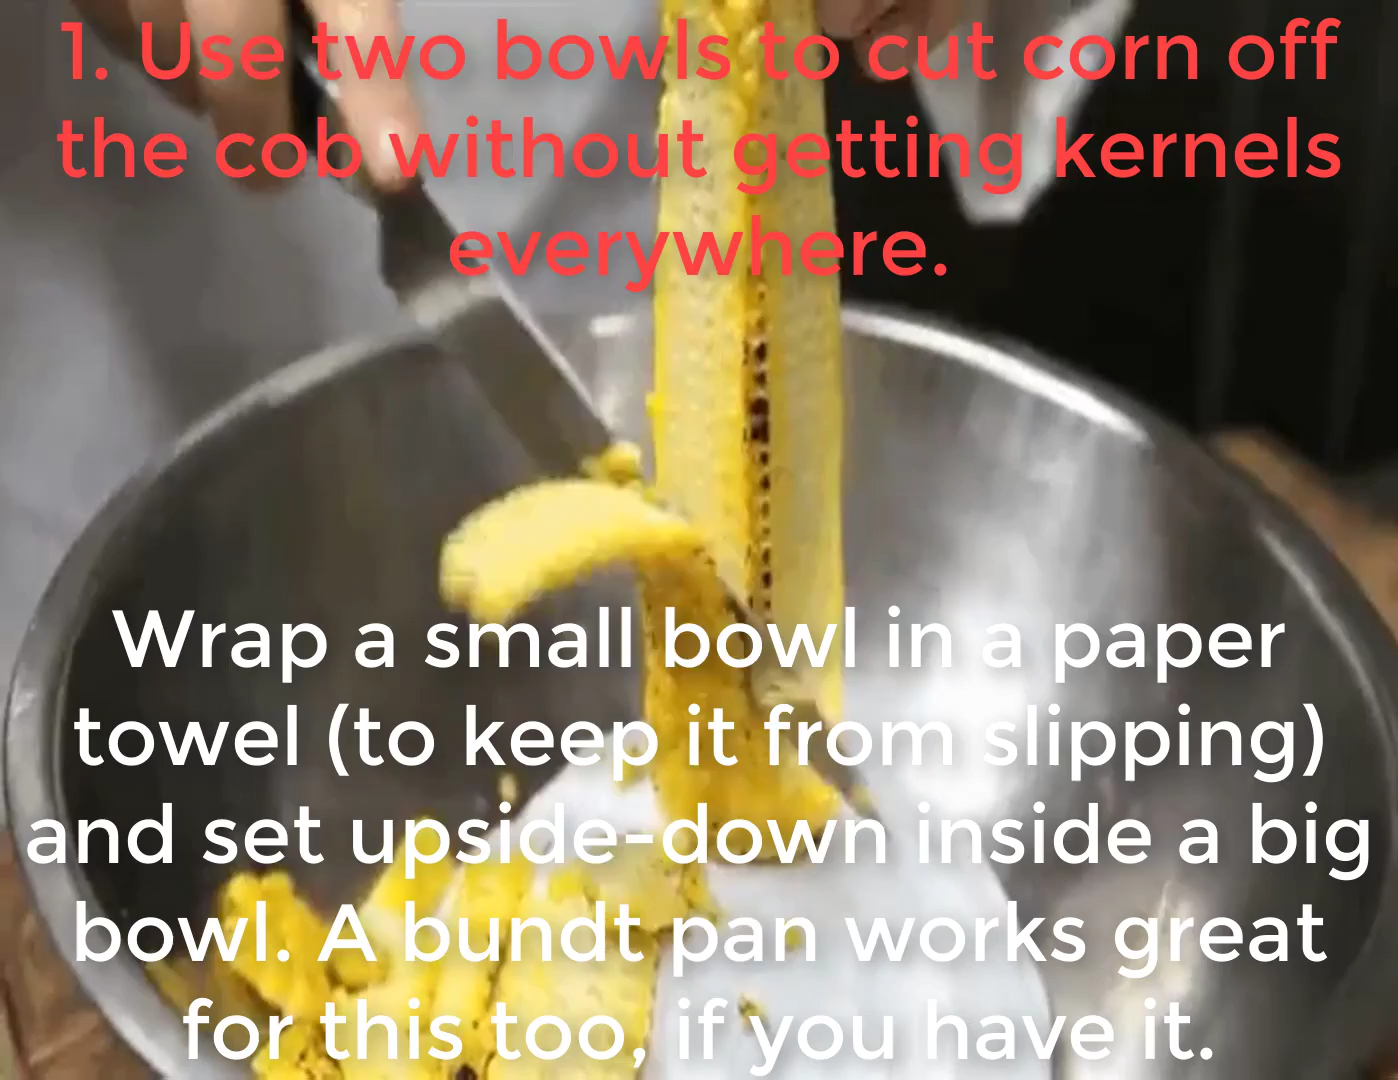 1. Use two bowls to cut corn off
the cob without getting kernels
everywhere.
Wrap a small bowl in a paper
towel (to keep it from slipping)
and set upside-down inside a big
bowl. A bundt pan works great
for this too, if you have it.